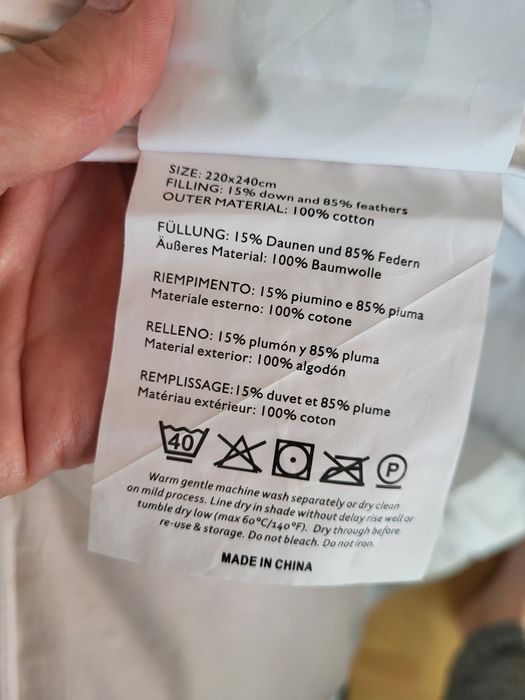 SIZE: 220x240cm
FILLING: 15% down and 85% feathers
OUTER MATERIAL: 100% cotton
FÜLLUNG: 15% Daunen und 85% Federn
Äußeres Material: 100% Baumwolle
RIEMPIMENTO: 15% piumino e 85% piuma
Materiale esterno: 100% cotone
RELLENO: 15% plumón y 85% pluma
Material exterior: 100% algodón
REMPLISSAGE:15% duvet et 85% plume
Matériau extérieur: 100% coton
40 P
Warm gentle machine wash separately or dry clean
on mild process. Line dry in shade without delay rise well or
tumble dry low (max 60°C/140°F). Dry through before
re-use & storage. Do not bleach. Do not iron.
MADE IN CHINA